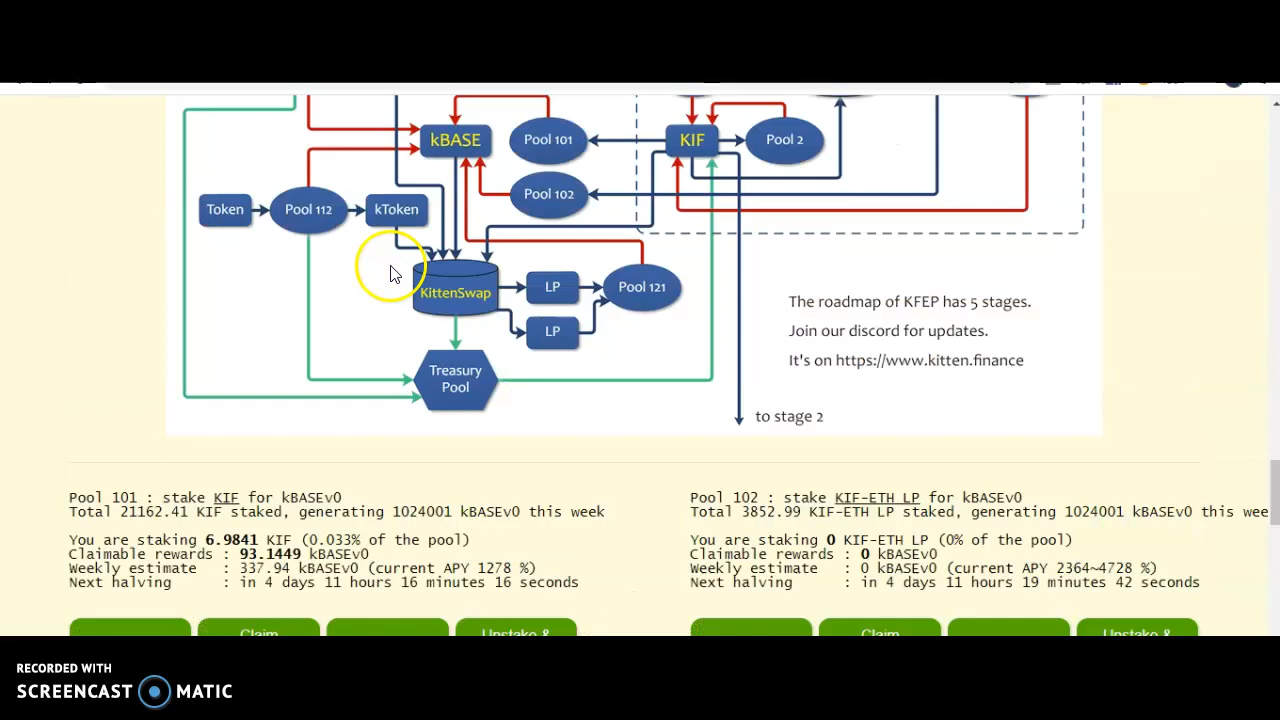 kBASE
Pool 101
KIF
Pool 2
Pool 102
Token
Pool 112
kToken
KittenSwap
LP
Pool 121
LP
Treasury
Pool
The roadmap of KFEP has 5 stages.
Join our discord for updates.
It's on https://www.kitten.finance
to stage 2
Pool 101 : stake KIF for kBASEv0
Total 21162.41 KIF staked, generating 1024001 kBASEv0 this week
You are staking 6.9841 KIF (0.033% of the pool)
Claimable rewards : 93.1449 kBASEv0
Weekly estimate : 337.94 kBASEv0 (current APY 1278 %)
Next halving : in 4 days 11 hours 16 minutes 16 seconds
Claim
Unstake &
Pool 102 : stake KIF-ETH LP for kBASEv0
Total 3852.99 KIF-ETH LP staked, generating 1024001 kBASEv0 this wee
You are staking 0 KIF-ETH LP (0% of the pool)
Claimable rewards : 0 kBASEv0
Weekly estimate : 0 kBASEv0 (current APY 2364~4728 %)
Next halving : in 4 days 11 hours 19 minutes 42 seconds
Claim
Unstake &
RECORDED WITH
SCREENCAST MATIC